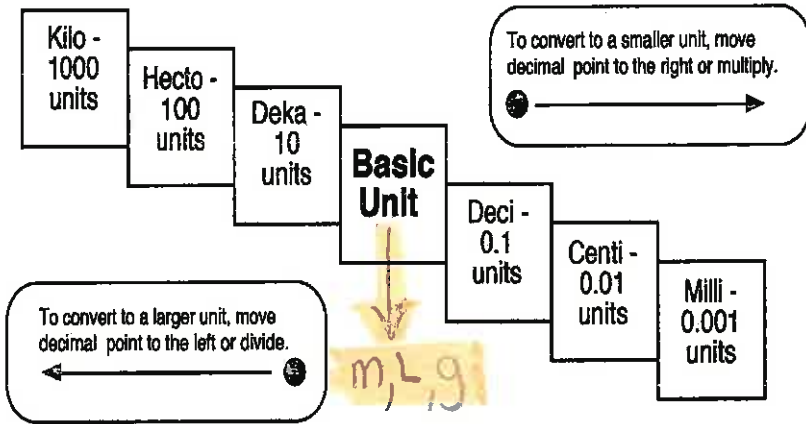 Kilo -
1000
units
Hecto -
100
units
Deka -
10
units
Basic
Unit
Deci -
0.1
units
Centi -
0.01
units
Milli -
0.001
units
To convert to a smaller unit, move
decimal point to the right or multiply.
To convert to a larger unit, move
decimal point to the left or divide.
m, L, g